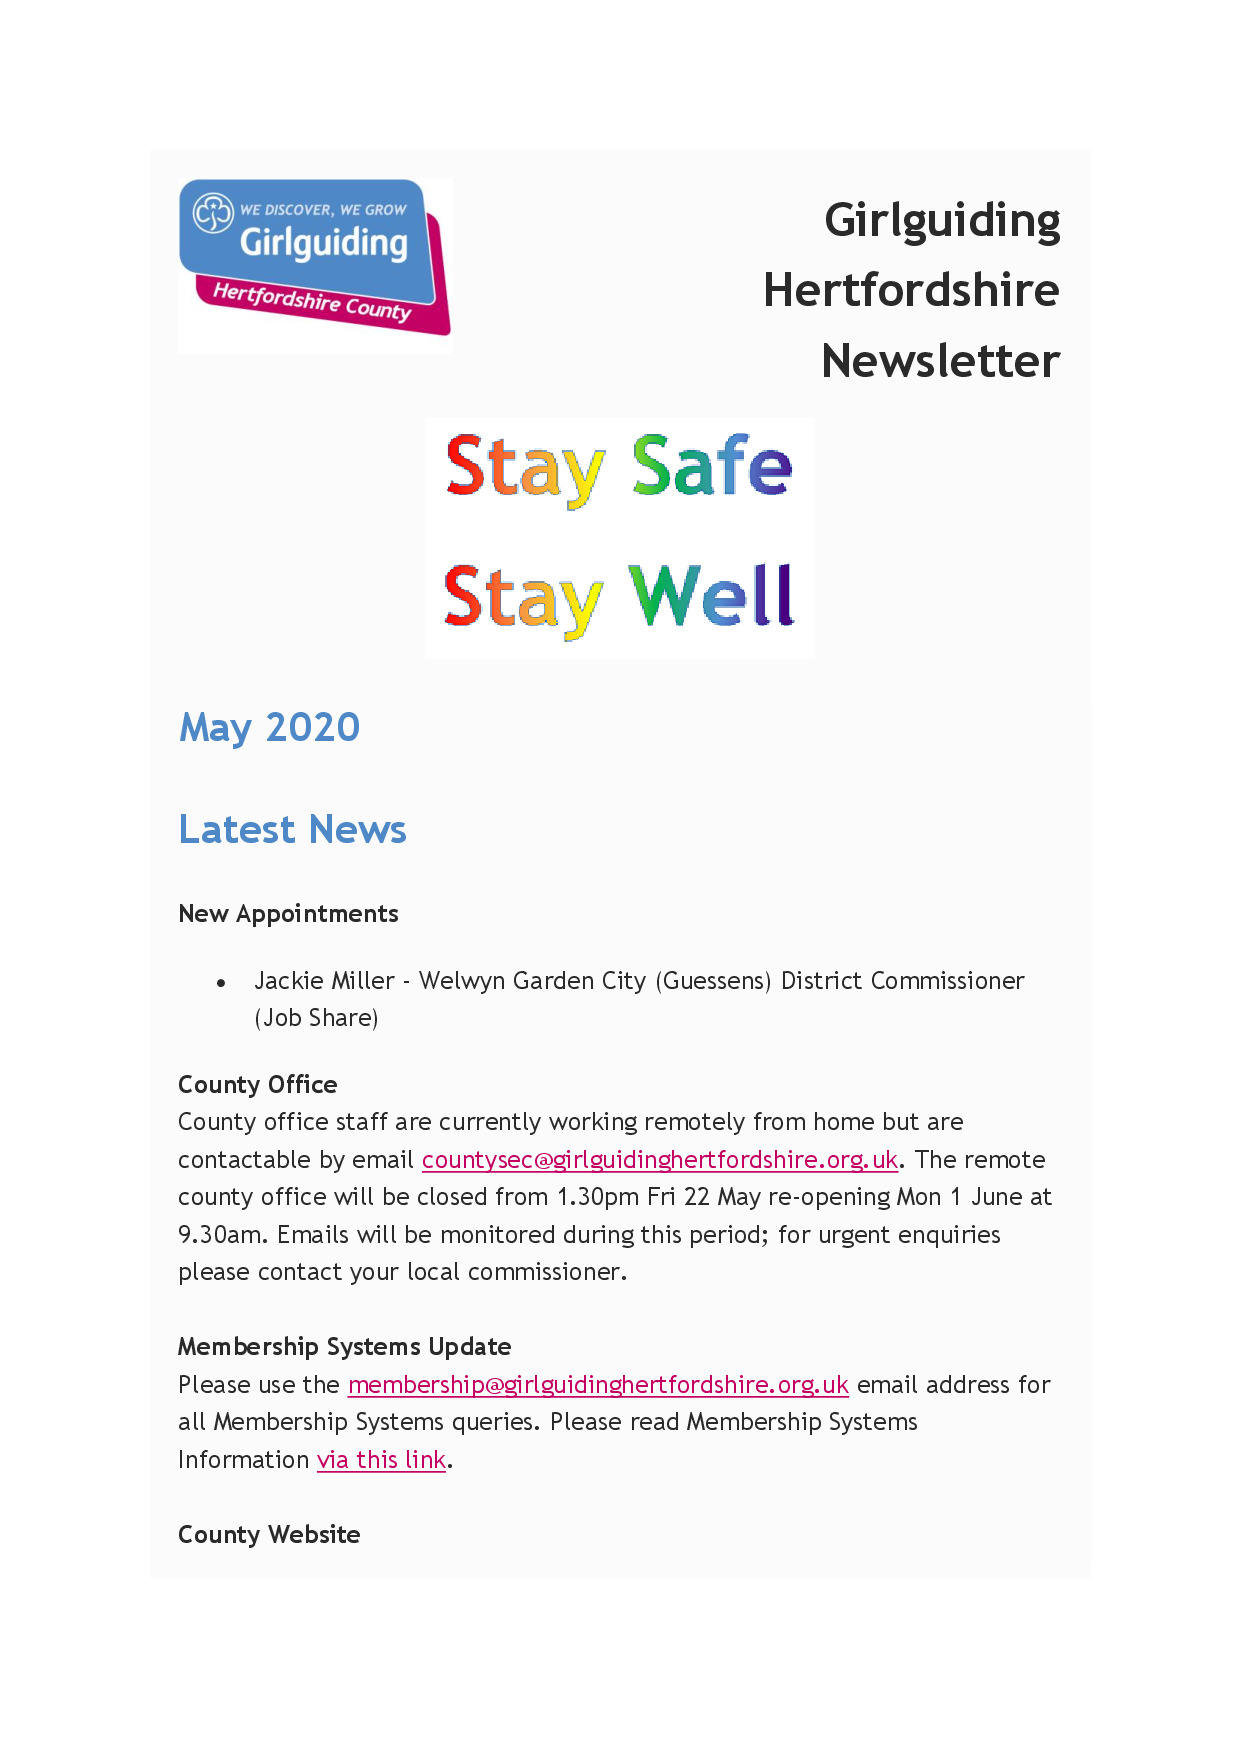 WE DISCOVER, WE GROW
Girlguiding
Hertfordshire County
Girlguiding
Hertfordshire
Newsletter
Stay Safe
Stay Well
May 2020
Latest News
New Appointments
• Jackie Miller - Welwyn Garden City (Guessens) District Commissioner
(Job Share)
County Office
County office staff are currently working remotely from home but are
contactable by email countysec@girlguidinghertfordshire.org.uk. The remote
county office will be closed from 1.30pm Fri 22 May re-opening Mon 1 June at
9.30am. Emails will be monitored during this period; for urgent enquiries
please contact your local commissioner.
Membership Systems Update
Please use the membership@girlguidinghertfordshire.org.uk email address for
all Membership Systems queries. Please read Membership Systems
Information via this link.
County Website